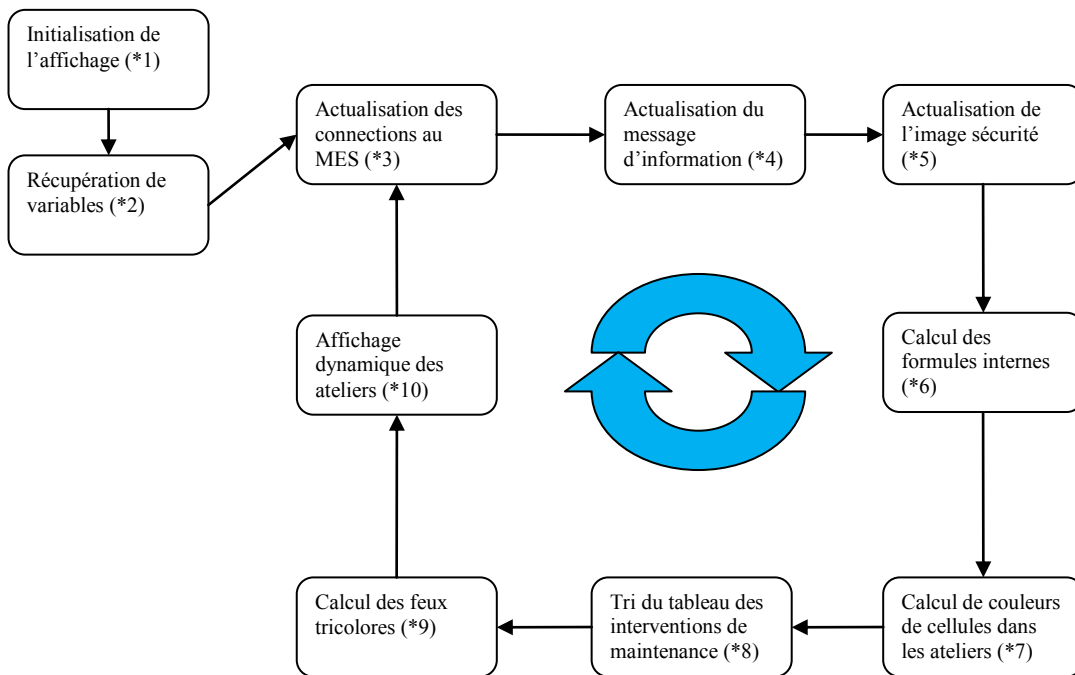 Initialisation de
l’affichage (*1)
Récupération de
variables (*2)
Actualisation des
connections au
MES (*3)
Actualisation du
message
d’information (*4)
Actualisation de
l’image sécurité
(*5)
Calcul des
formules internes
(*6)
Calcul de couleurs
de cellules dans
les ateliers (*7)
Tri du tableau des
interventions de
maintenance (*8)
Calcul des feux
tricolores (*9)
Affichage
dynamique des
ateliers (*10)